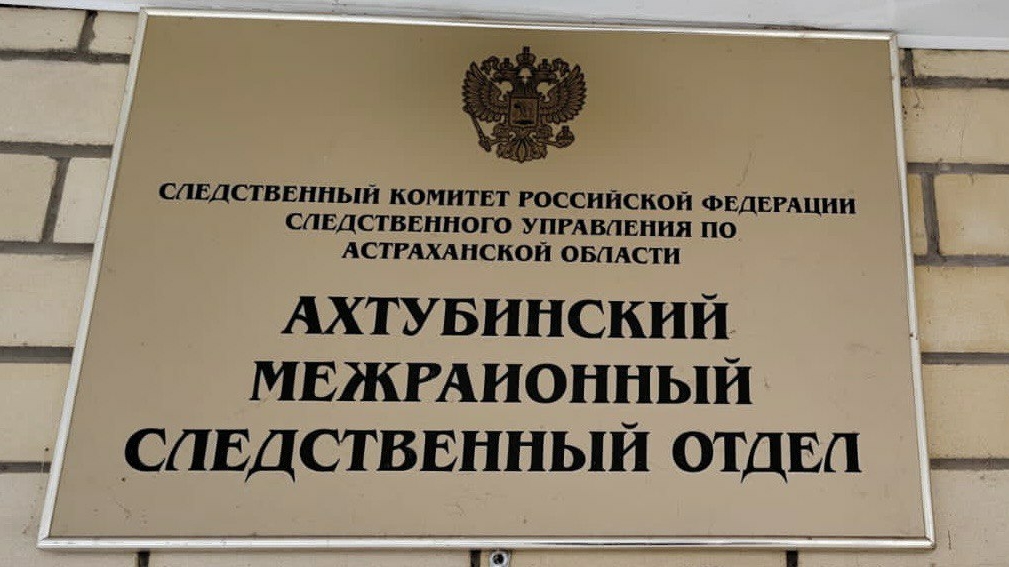 СЛЕДСТВЕННЫЙ КОМИТЕТ РОССИЙСКОЙ ФЕДЕРАЦИИ
СЛЕДСТВЕННОГО УПРАВЛЕНИЯ ПО
АСТРАХАНСКОЙ ОБЛАСТИ
АХТУБИНСКИЙ
МЕЖРАИОННЫЙ
СЛЕДСТВЕННЫЙ ОТДЕЛ